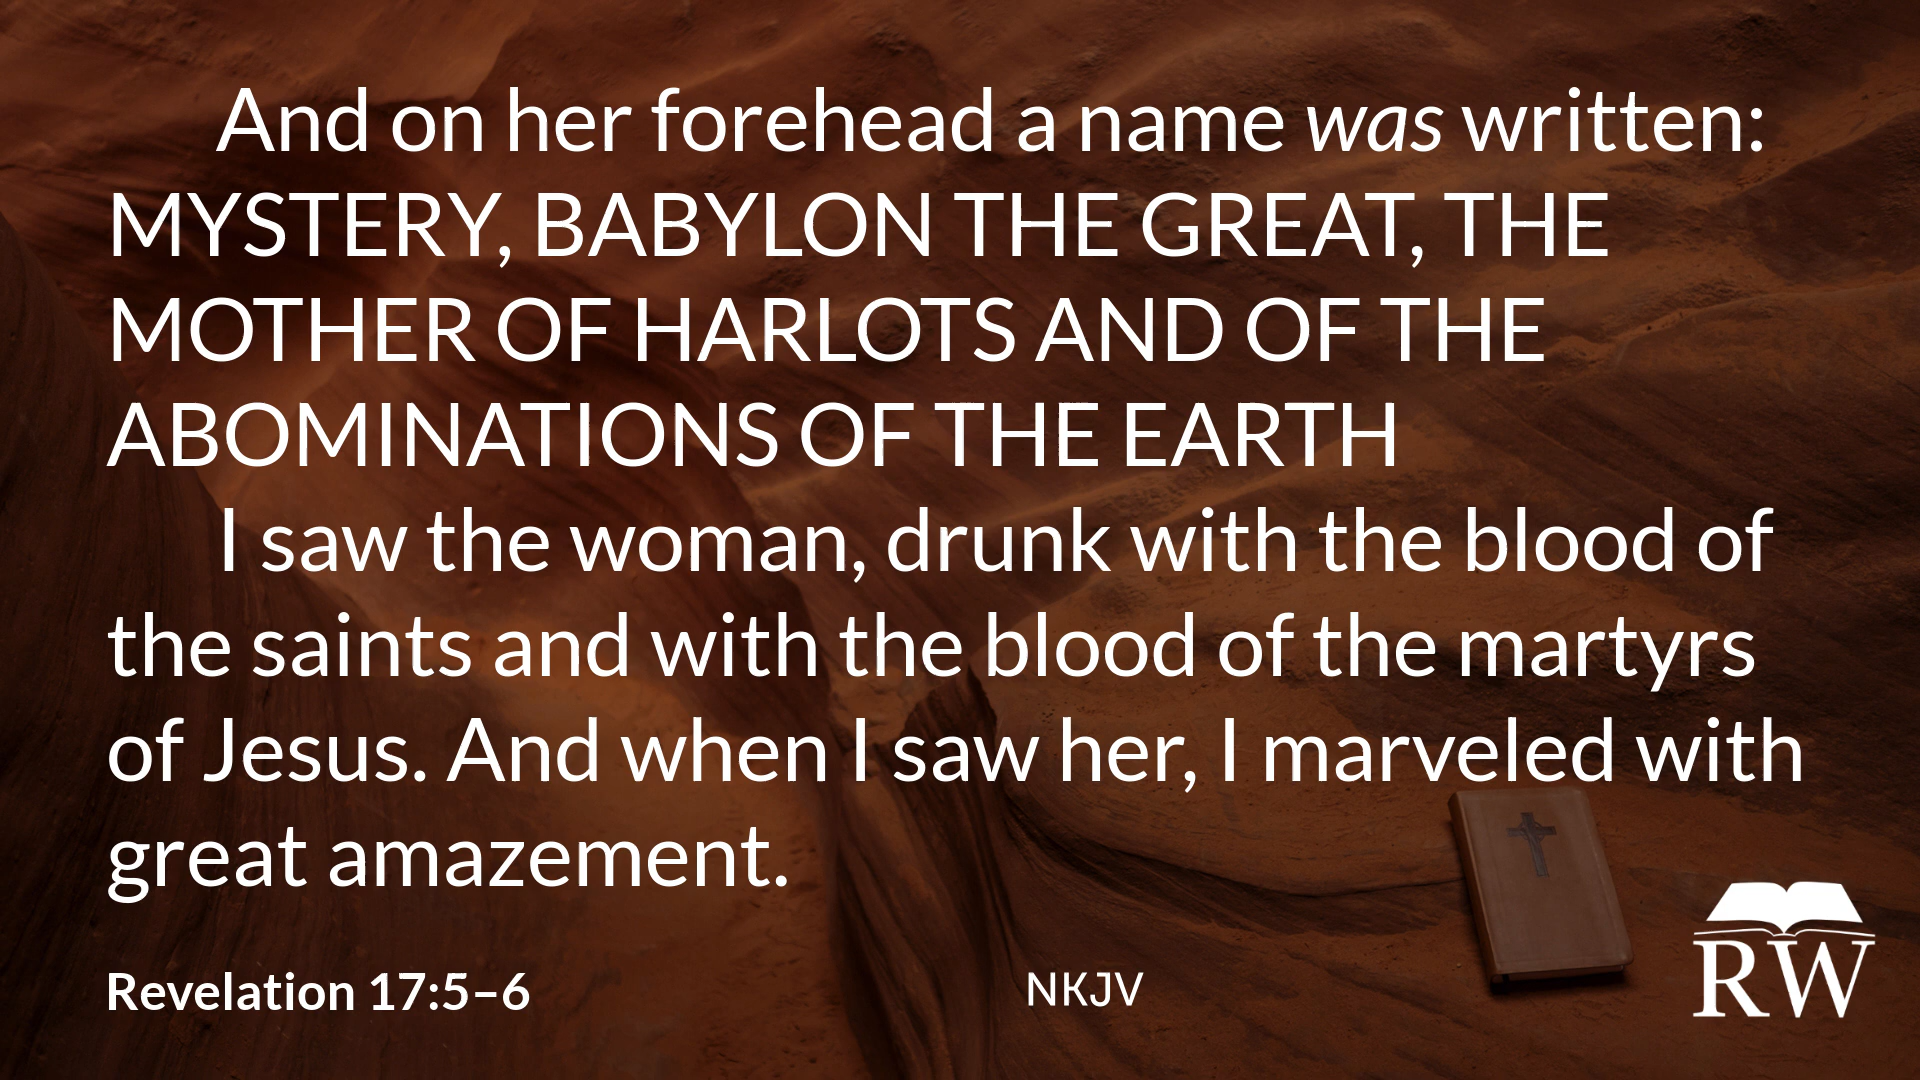 And on her forehead a name was written:
MYSTERY, BABYLON THE GREAT, THE
MOTHER OF HARLOTS AND OF THE
ABOMINATIONS OF THE EARTH
I saw the woman, drunk with the blood of
the saints and with the blood of the martyrs
of Jesus. And when I saw her, I marveled with
great amazement.
Revelation 17:5–6
NKJV
RW